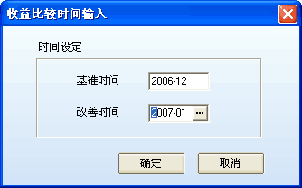 收益比较时间输入
时间设定
基准时间 2006-12
改善时间 2007-01 ...
确定 取消